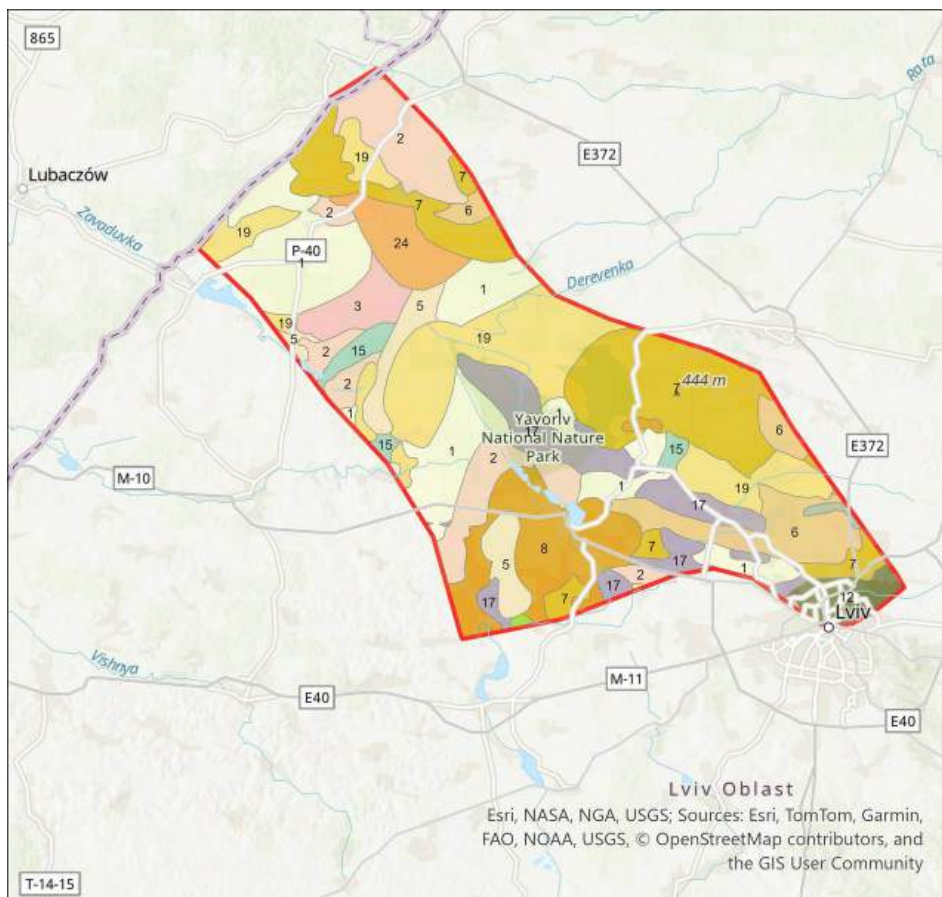 865
Rata
2
E372
19
Lubaczów
7
2
7
6
Zavaduvka
19
24
P-40
1
Derevenka
1
3
5
19
19
5
2
15
7
444 m
2
1
1
Yavoriv
17
National Nature
Park
6
15
15
E372
1
2
M-10
1
19
17
6
8
7
5
17
7
1
2
17
17
7
12
Lviv
Vishnya
M-11
E40
E40
Lviv Oblast
Esri, NASA, NGA, USGS; Sources: Esri, TomTom, Garmin,
FAO, NOAA, USGS, © OpenStreetMap contributors, and
the GIS User Community
T-14-15